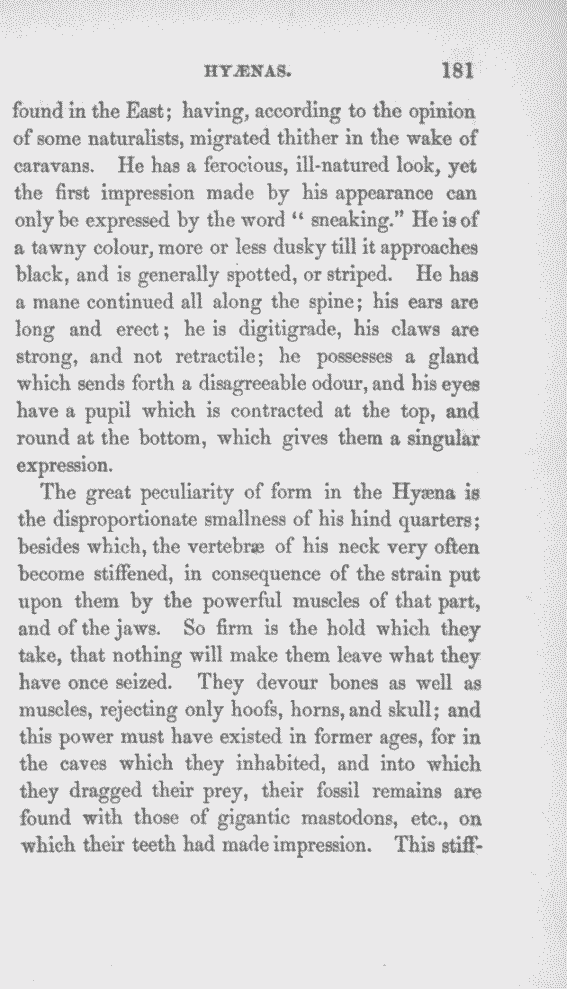 HYÆNAS. 181
found in the East; having, according to the opinion
of some naturalists, migrated thither in the wake of
caravans. He has a ferocious, ill-natured look, yet
the first impression made by his appearance can
only be expressed by the word " sneaking." He is of
a tawny colour, more or less dusky till it approaches
black, and is generally spotted, or striped. He has
a mane continued all along the spine; his ears are
long and erect; he is digitigrade, his claws are
strong, and not retractile; he possesses a gland
which sends forth a disagreeable odour, and his eyes
have a pupil which is contracted at the top, and
round at the bottom, which gives them a singular
expression.
The great peculiarity of form in the Hyæna is
the disproportionate smallness of his hind quarters;
besides which, the vertebræ of his neck very often
become stiffened, in consequence of the strain put
upon them by the powerful muscles of that part,
and of the jaws. So firm is the hold which they
take, that nothing will make them leave what they
have once seized. They devour bones as well as
muscles, rejecting only hoofs, horns, and skull; and
this power must have existed in former ages, for in
the caves which they inhabited, and into which
they dragged their prey, their fossil remains are
found with those of gigantic mastodons, etc., on
which their teeth had made impression. This stiff-